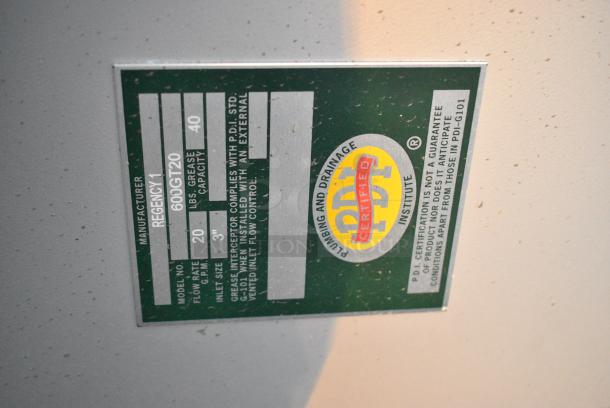 MANUFACTURER
REGENCY 1
MODEL NO. 600GT20
FLOW RATE G.P.M. 20 LBS. GREASE CAPACITY 40
INLET SIZE 3"
GREASE INTERCEPTOR COMPLIES WITH P.D.I. STD.
G-101 WHEN INSTALLED WITH AN EXTERNAL
VENTED INLET FLOW CONTROL.
PLUMBING AND DRAINAGE
PDI
CERTIFIED
INSTITUTE ®
P.D.I. CERTIFICATION IS NOT A GUARANTEE
OF PRODUCT NOR DOES IT ANTICIPATE
CONDITIONS APART FROM THOSE IN PDI-G101